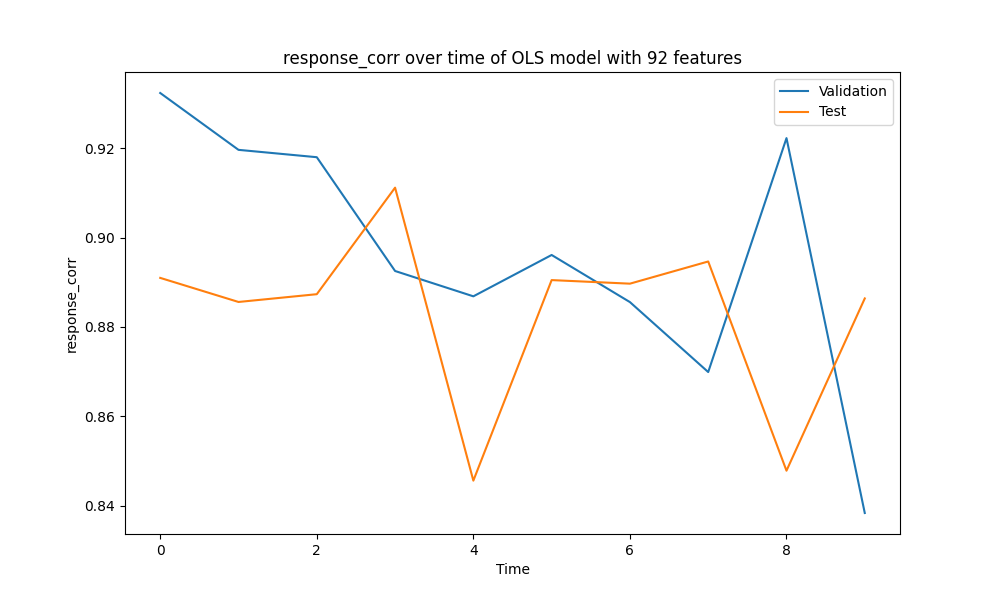 response_corr over time of OLS model with 92 features
Validation
Test
0.92
0.90
0.88
0.86
0.84
response_corr
0
2
4
6
8
Time